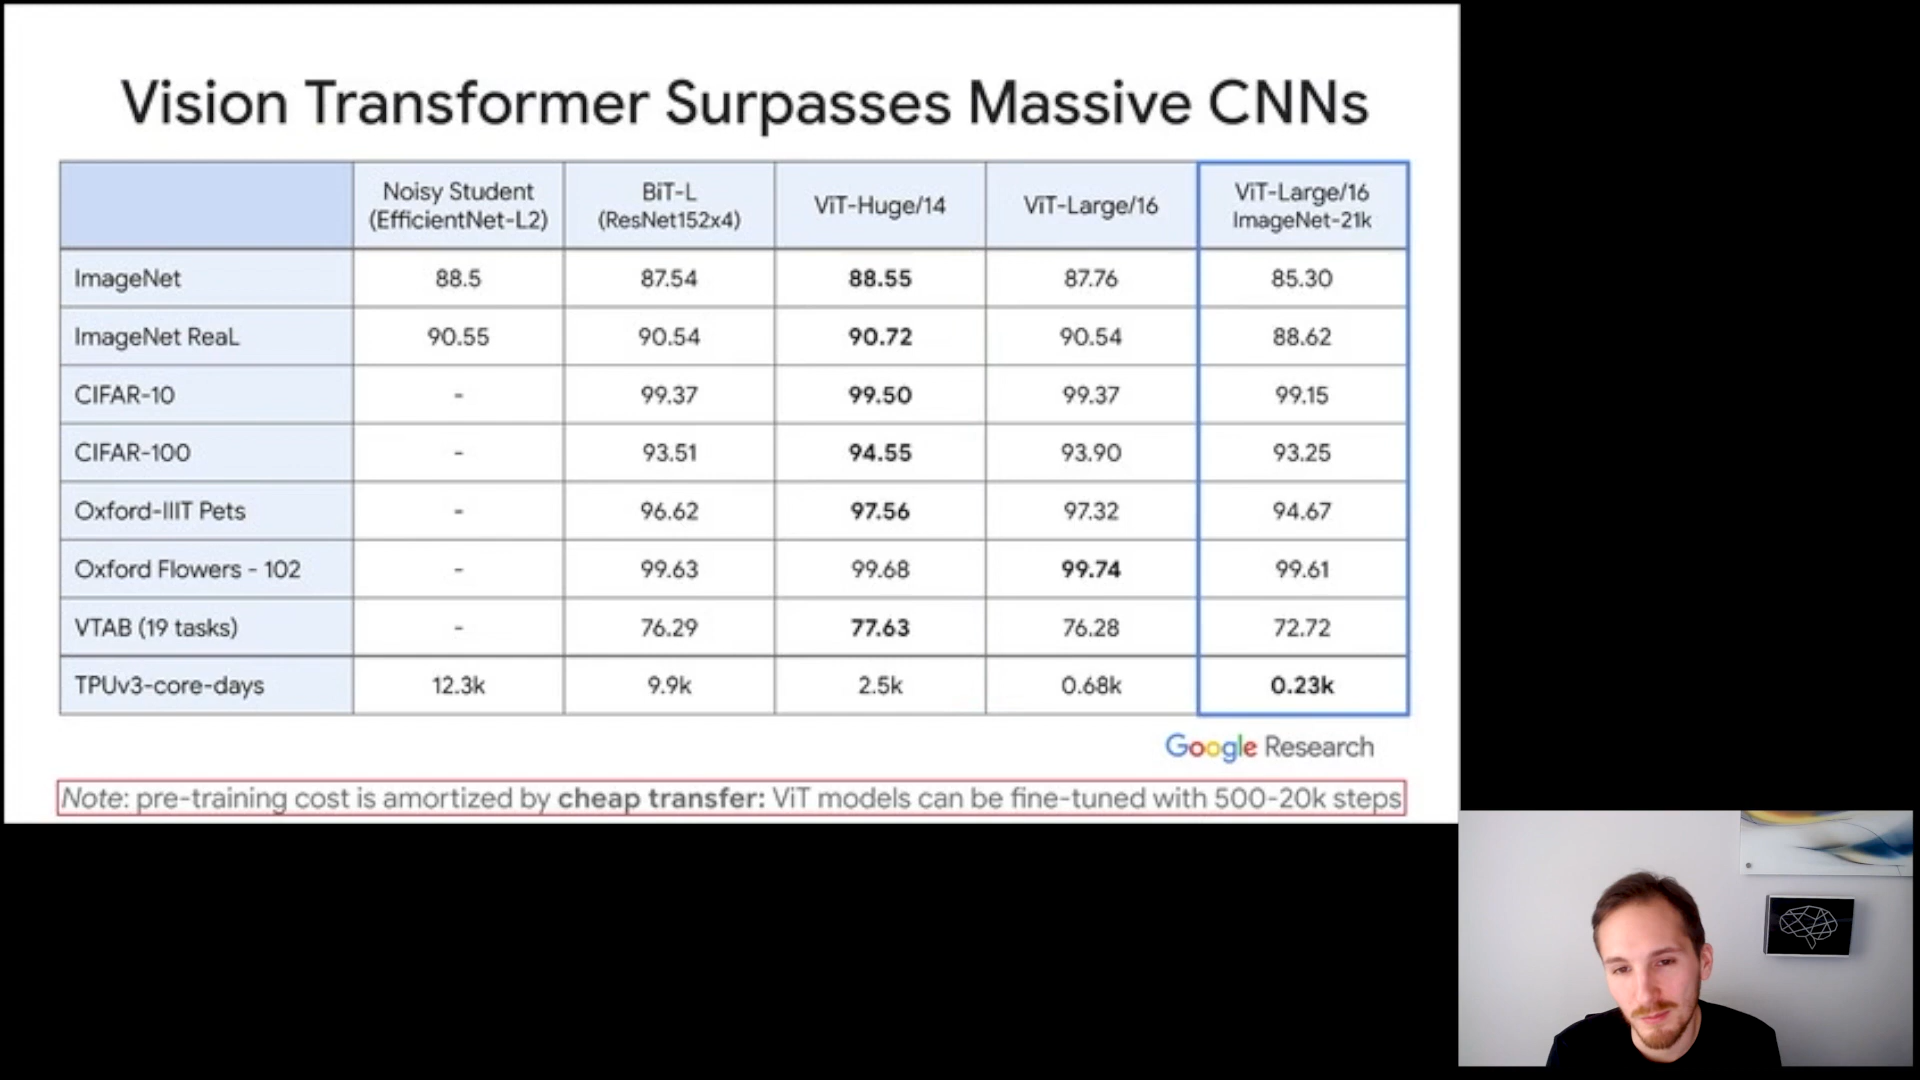 Vision Transformer Surpasses Massive CNNs
Noisy Student
(EfficientNet-L2)
BiT-L
(ResNet152x4)
ViT-Huge/14
ViT-Large/16
ViT-Large/16
ImageNet-21k
ImageNet 88.5 87.54 88.55 87.76 85.30
ImageNet ReaL 90.55 90.54 90.72 90.54 88.62
CIFAR-10 - 99.37 99.50 99.37 99.15
CIFAR-100 - 93.51 94.55 93.90 93.25
Oxford-IIIT Pets - 96.62 97.56 97.32 94.67
Oxford Flowers - 102 - 99.63 99.68 99.74 99.61
VTAB (19 tasks) - 76.29 77.63 76.28 72.72
TPUv3-core-days 12.3k 9.9k 2.5k 0.68k 0.23k
Google Research
Note: pre-training cost is amortized by cheap transfer: ViT models can be fine-tuned with 500-20k steps